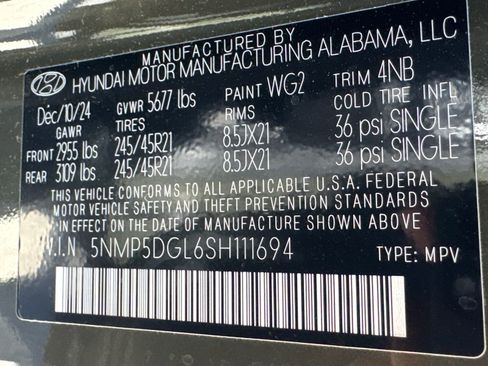 MANUFACTURED BY
HYUNDAI MOTOR MANUFACTURING ALABAMA, LLC
Dec/10/24 GVWR 5677 lbs PAINT WG2 TRIM 4NB
GAWR TIRES RIMS COLD TIRE INFL
FRONT 2955 lbs 245/45R21 8.5JX21 36 psi SINGLE
REAR 3109 lbs 245/45R21 8.5JX21 36 psi SINGLE
THIS VEHICLE CONFORMS TO ALL APPLICABLE U.S.A. FEDERAL
MOTOR VEHICLE SAFETY AND THEFT PREVENTION STANDARDS
IN EFFECT ON THE DATE OF MANUFACTURE SHOWN ABOVE
V.I.N 5NMP5DGL6SH111694 TYPE: MPV